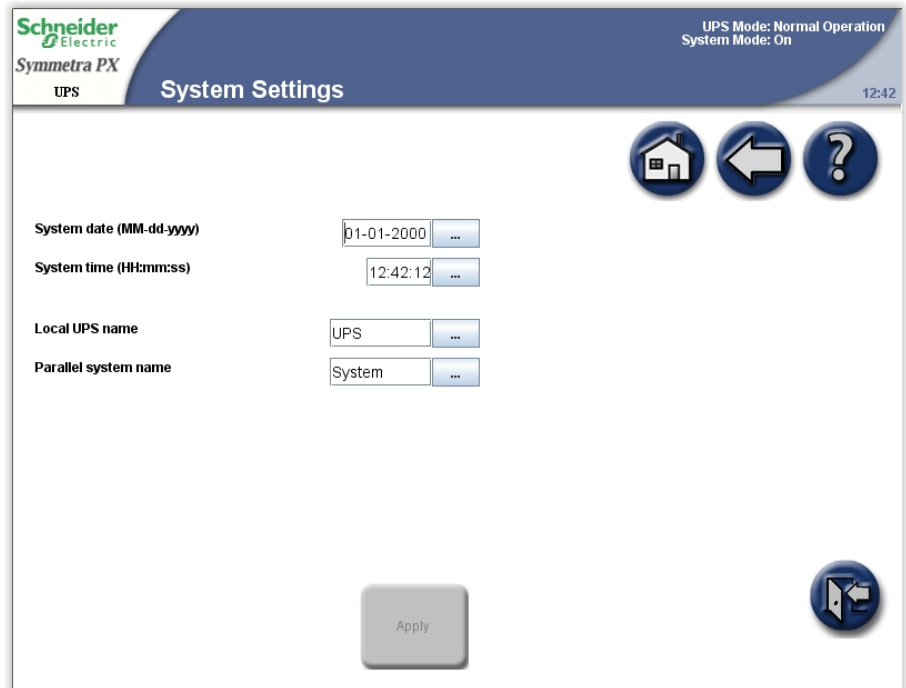 Schneider
Electric
Symmetra PX
UPS
System Settings
UPS Mode: Normal Operation
System Mode: On
12:42
?
System date (MM-dd-yyyy) 01-01-2000 ...
System time (HH:mm:ss) 12:42:12 ...
Local UPS name UPS ...
Parallel system name System ...
Apply